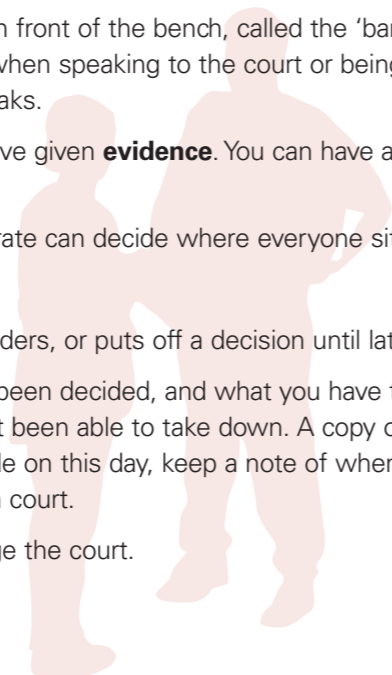 front of the bench, called the ‘bar
when speaking to the court or being
aks.
ve given evidence. You can have a
rate can decide where everyone sit
ders, or puts off a decision until lat
been decided, and what you have
been able to take down. A copy
le on this day, keep a note of when
court.
ge the court.